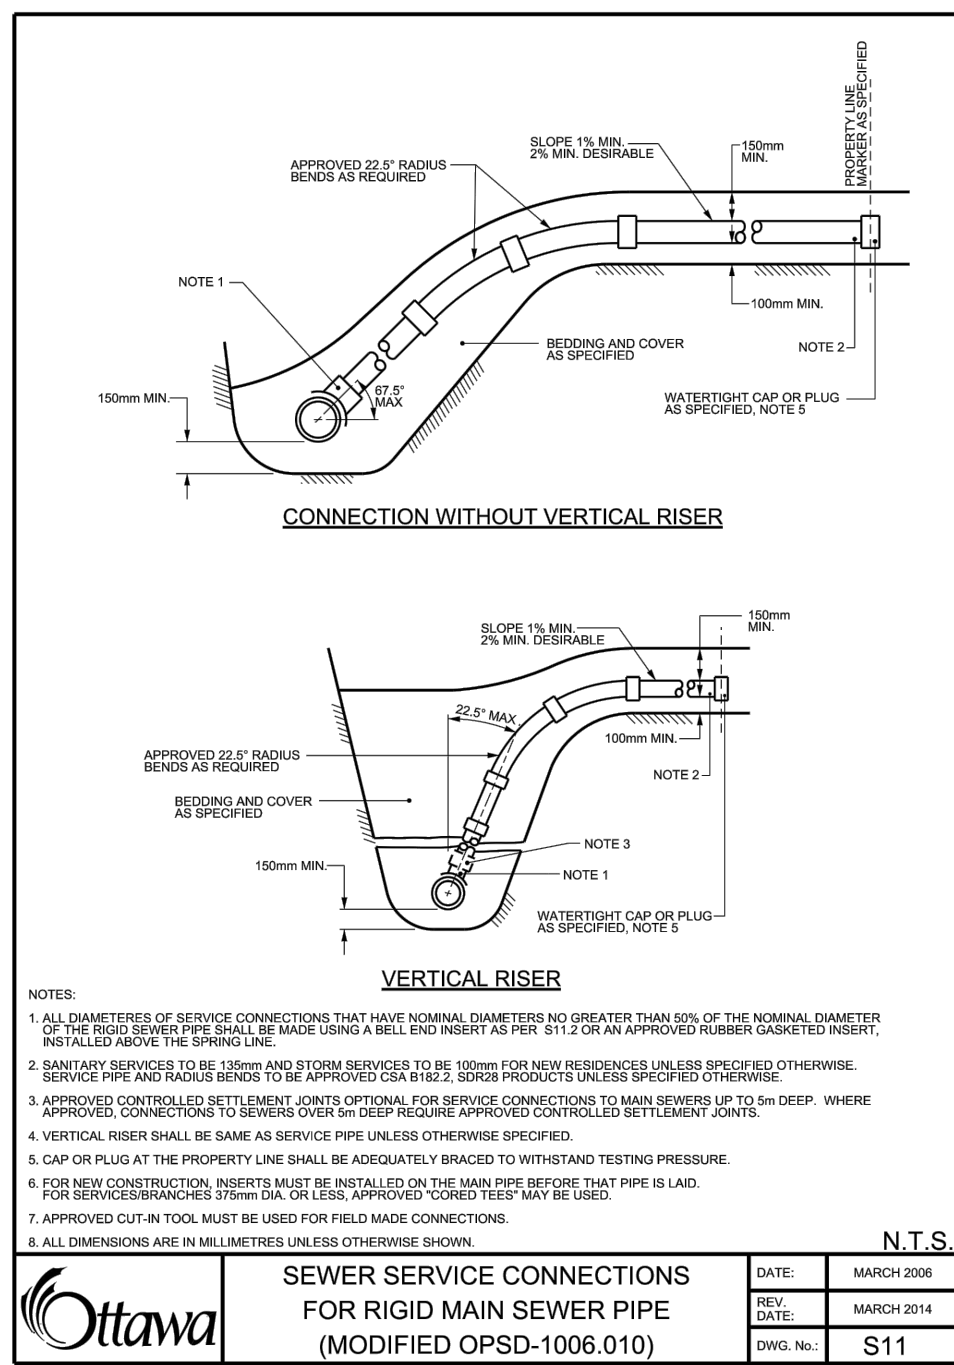 PROPERTY LINE
MARKER AS SPECIFIED
SLOPE 1% MIN.
2% MIN. DESIRABLE
150mm
MIN.
APPROVED 22.5° RADIUS
BENDS AS REQUIRED
NOTE 1
100mm MIN.
BEDDING AND COVER
AS SPECIFIED
NOTE 2
67.5°
MAX
150mm MIN.
WATERTIGHT CAP OR PLUG
AS SPECIFIED, NOTE 5
CONNECTION WITHOUT VERTICAL RISER
150mm
MIN.
SLOPE 1% MIN.
2% MIN. DESIRABLE
22.5° MAX.
100mm MIN.
APPROVED 22.5° RADIUS
BENDS AS REQUIRED
NOTE 2
BEDDING AND COVER
AS SPECIFIED
NOTE 3
150mm MIN.
NOTE 1
WATERTIGHT CAP OR PLUG
AS SPECIFIED, NOTE 5
VERTICAL RISER
NOTES:
1. ALL DIAMETERES OF SERVICE CONNECTIONS THAT HAVE NOMINAL DIAMETERS NO GREATER THAN 50% OF THE NOMINAL DIAMETER
OF THE RIGID SEWER PIPE SHALL BE MADE USING A BELL END INSERT AS PER S11.2 OR AN APPROVED RUBBER GASKETED INSERT,
INSTALLED ABOVE THE SPRING LINE.
2. SANITARY SERVICES TO BE 135mm AND STORM SERVICES TO BE 100mm FOR NEW RESIDENCES UNLESS SPECIFIED OTHERWISE.
SERVICE PIPE AND RADIUS BENDS TO BE APPROVED CSA B182.2, SDR28 PRODUCTS UNLESS SPECIFIED OTHERWISE.
3. APPROVED CONTROLLED SETTLEMENT JOINTS OPTIONAL FOR SERVICE CONNECTIONS TO MAIN SEWERS UP TO 5m DEEP. WHERE
APPROVED, CONNECTIONS TO SEWERS OVER 5m DEEP REQUIRE APPROVED CONTROLLED SETTLEMENT JOINTS.
4. VERTICAL RISER SHALL BE SAME AS SERVICE PIPE UNLESS OTHERWISE SPECIFIED.
5. CAP OR PLUG AT THE PROPERTY LINE SHALL BE ADEQUATELY BRACED TO WITHSTAND TESTING PRESSURE.
6. FOR NEW CONSTRUCTION, INSERTS MUST BE INSTALLED ON THE MAIN PIPE BEFORE THAT PIPE IS LAID.
FOR SERVICES/BRANCHES 375mm DIA. OR LESS, APPROVED "CORED TEES" MAY BE USED.
7. APPROVED CUT-IN TOOL MUST BE USED FOR FIELD MADE CONNECTIONS.
8. ALL DIMENSIONS ARE IN MILLIMETRES UNLESS OTHERWISE SHOWN.
N.T.S.
Ottawa
SEWER SERVICE CONNECTIONS
FOR RIGID MAIN SEWER PIPE
(MODIFIED OPSD-1006.010)
DATE: MARCH 2006
REV.
DATE: MARCH 2014
DWG. No.: S11